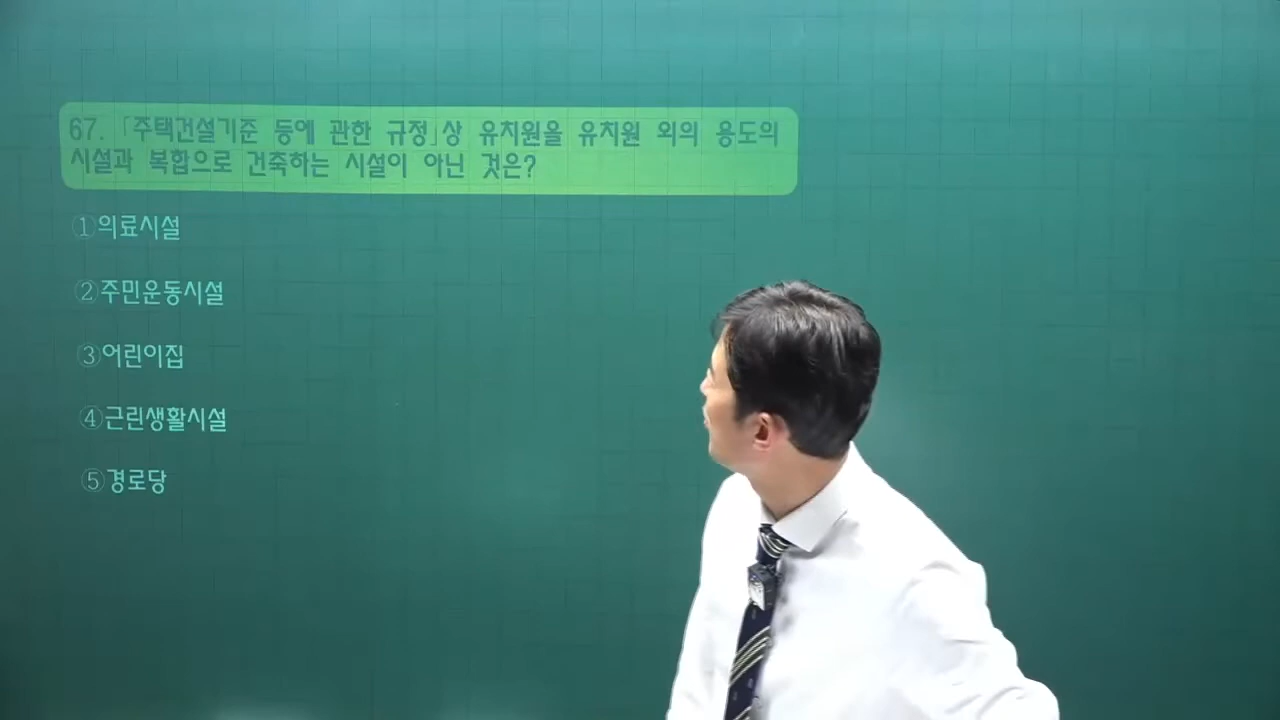 67. 「주택건설기준 등에 관한 규정」상 유치원을 유치원 외의 용도의
시설과 복합으로 건축하는 시설이 아닌 것은?
①의료시설
②주민운동시설
③어린이집
④근린생활시설
⑤경로당